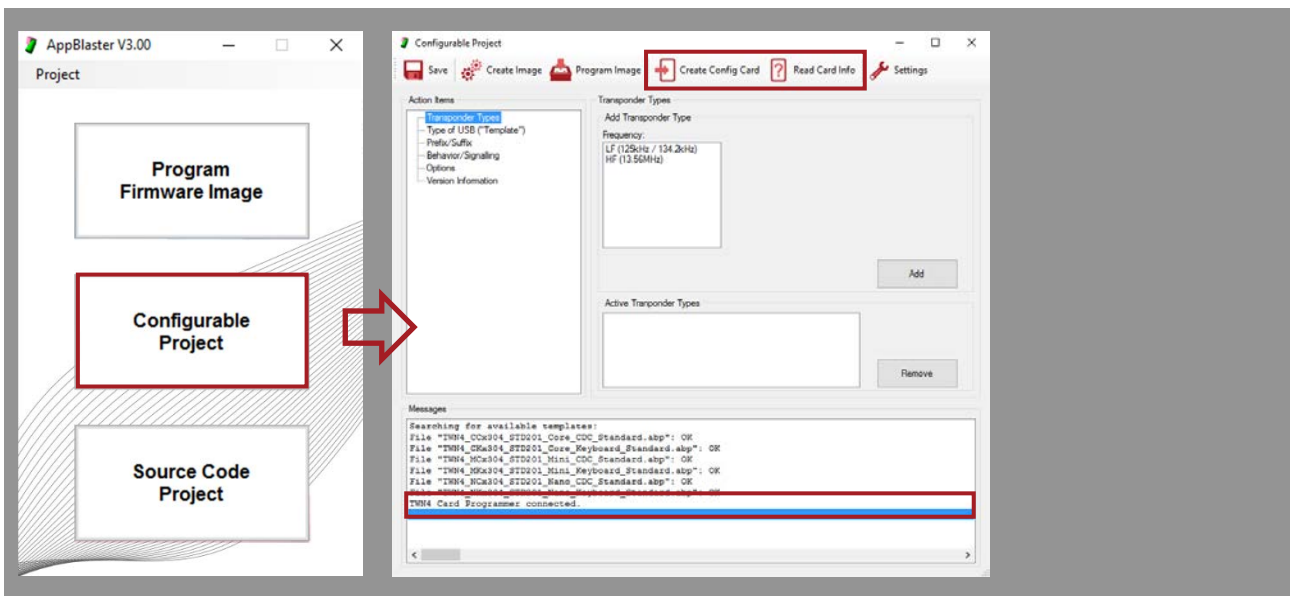 AppBlaster V3.00
Project
Program
Firmware Image
Configurable
Project
Source Code
Project
Configurable Project
Save Create Image Program Image Create Config Card Read Card Info Settings
Action Items
Transponder Types
Type of USB ("Template")
Prefix/Suffix
Behavior/Signalling
Options
Version Information
Transponder Types
Add Transponder Type
Frequency:
LF (125kHz / 134.2kHz)
HF (13.56MHz)
Add
Active Tranponder Types
Remove
Messages
Searching for available templates:
File "TWN4_CCx304_STD201_Core_CDC_Standard.abp": OK
File "TWN4_CKx304_STD201_Core_Keyboard_Standard.abp": OK
File "TWN4_MCx304_STD201_Mini_CDC_Standard.abp": OK
File "TWN4_MKx304_STD201_Mini_Keyboard_Standard.abp": OK
File "TWN4_NCx304_STD201_Nano_CDC_Standard.abp": OK
File "TWN4_NKx304_STD201_Nano_Keyboard_Standard.abp": OK
TWN4 Card Programmer connected.